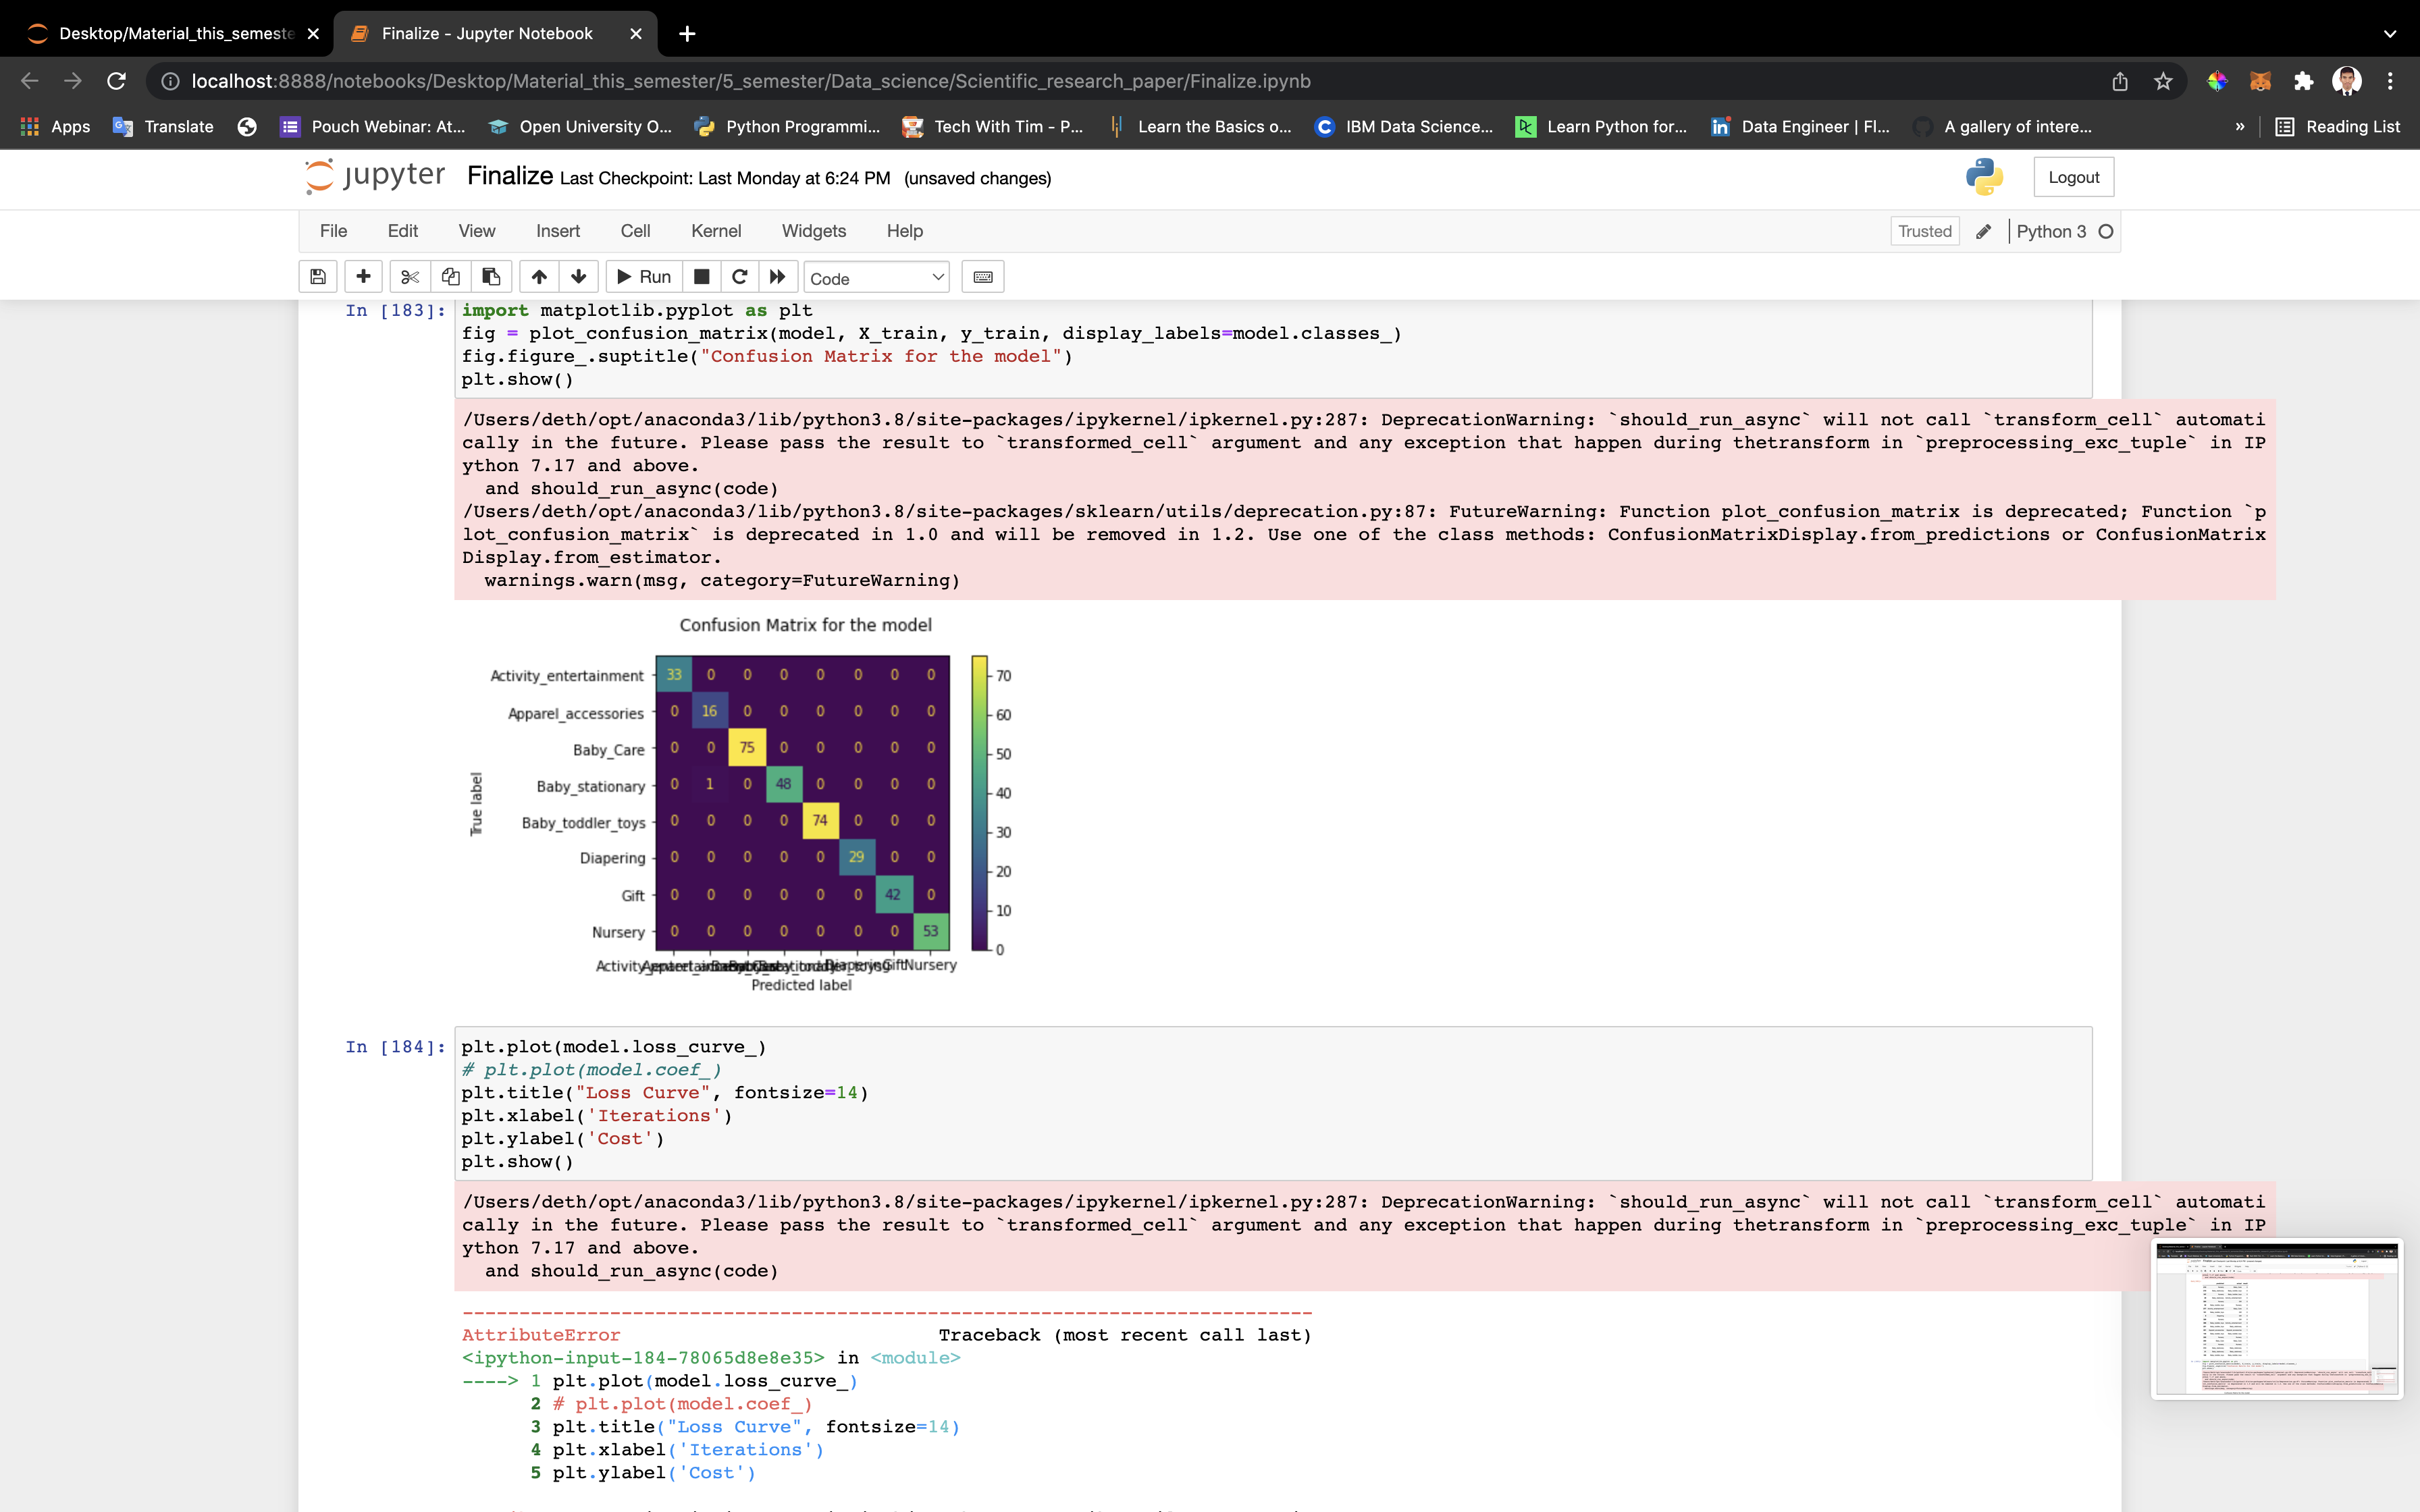 Desktop/Material_this_semeste
Finalize - Jupyter Notebook
localhost:8888/notebooks/Desktop/Material_this_semester/5_semester/Data_science/Scientific_research_paper/Finalize.ipynb
Apps Translate Pouch Webinar: At... Open University O... Python Programmi... Tech With Tim - P... Learn the Basics o... IBM Data Science... Learn Python for... Data Engineer | Fl... A gallery of intere... » Reading List
jupyter Finalize Last Checkpoint: Last Monday at 6:24 PM (unsaved changes) Logout
File Edit View Insert Cell Kernel Widgets Help Trusted Python 3
Run Code
In [183]: import matplotlib.pyplot as plt
fig = plot_confusion_matrix(model, X_train, y_train, display_labels=model.classes_)
fig.figure_.suptitle("Confusion Matrix for the model")
plt.show()
/Users/deth/opt/anaconda3/lib/python3.8/site-packages/ipykernel/ipkernel.py:287: DeprecationWarning: `should_run_async` will not call `transform_cell` automati
cally in the future. Please pass the result to `transformed_cell` argument and any exception that happen during thetransform in `preprocessing_exc_tuple` in IP
ython 7.17 and above.
and should_run_async(code)
/Users/deth/opt/anaconda3/lib/python3.8/site-packages/sklearn/utils/deprecation.py:87: FutureWarning: Function plot_confusion_matrix is deprecated; Function `p
lot_confusion_matrix` is deprecated in 1.0 and will be removed in 1.2. Use one of the class methods: ConfusionMatrixDisplay.from_predictions or ConfusionMatrix
Display.from_estimator.
warnings.warn(msg, category=FutureWarning)
Confusion Matrix for the model
Activity_entertainment 33 0 0 0 0 0 0 0 70
Apparel_accessories 0 16 0 0 0 0 0 0 60
Baby_Care 0 0 75 0 0 0 0 0 50
Baby_stationary 0 1 0 48 0 0 0 0 40
Baby_toddler_toys 0 0 0 0 74 0 0 0 30
Diapering 0 0 0 0 0 29 0 0 20
Gift 0 0 0 0 0 0 42 0 10
Nursery 0 0 0 0 0 0 0 53 0
True label
Gift Nursery
Predicted label
In [184]: plt.plot(model.loss_curve_)
# plt.plot(model.coef_)
plt.title("Loss Curve", fontsize=14)
plt.xlabel('Iterations')
plt.ylabel('Cost')
plt.show()
/Users/deth/opt/anaconda3/lib/python3.8/site-packages/ipykernel/ipkernel.py:287: DeprecationWarning: `should_run_async` will not call `transform_cell` automati
cally in the future. Please pass the result to `transformed_cell` argument and any exception that happen during thetransform in `preprocessing_exc_tuple` in IP
ython 7.17 and above.
and should_run_async(code)
---------------------------------------------------------------------------
AttributeError Traceback (most recent call last)
<ipython-input-184-78065d8e8e35> in <module>
----> 1 plt.plot(model.loss_curve_)
2 # plt.plot(model.coef_)
3 plt.title("Loss Curve", fontsize=14)
4 plt.xlabel('Iterations')
5 plt.ylabel('Cost')